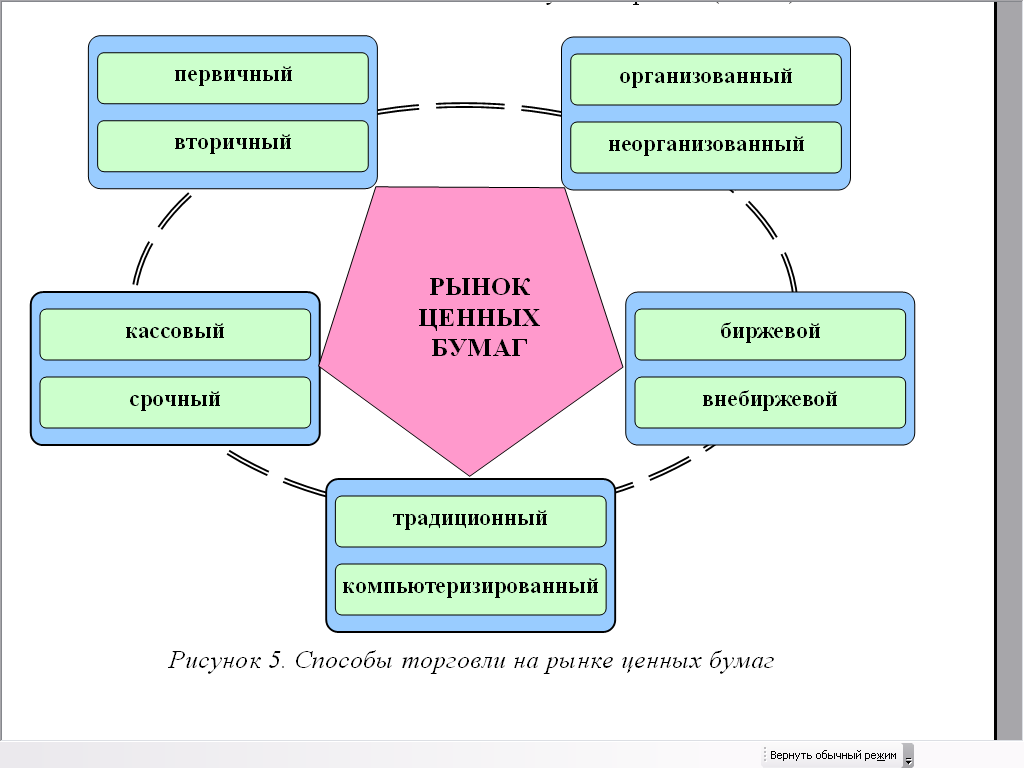 первичный
вторичный
организованный
неорганизованный
РЫНОК
ЦЕННЫХ
БУМАГ
кассовый
срочный
биржевой
внебиржевой
традиционный
компьютеризированный
Рисунок 5. Способы торговли на рынке ценных бумаг
Вернуть обычный режим